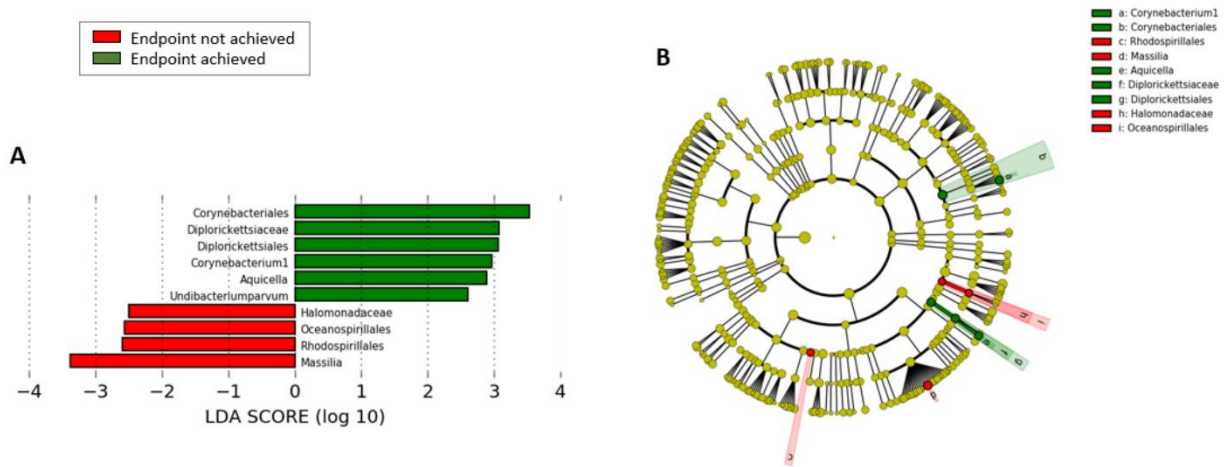 Endpoint not achieved
Endpoint achieved
A
Corynebacteriales
Diplorickettsiaceae
Diplorickettsiales
Corynebacterium1
Aquicella
Undibacteriumparvum
Halomonadaceae
Oceanospirillales
Rhodospirillales
Massilia
−4 −3 −2 −1 0 1 2 3 4
LDA SCORE (log 10)
B
a: Corynebacterium1
b: Corynebacteriales
c: Rhodospirillales
d: Massilia
e: Aquicella
f: Diplorickettsiaceae
g: Diplorickettsiales
h: Halomonadaceae
i: Oceanospirillales
b
a
h i
e f g
d
c